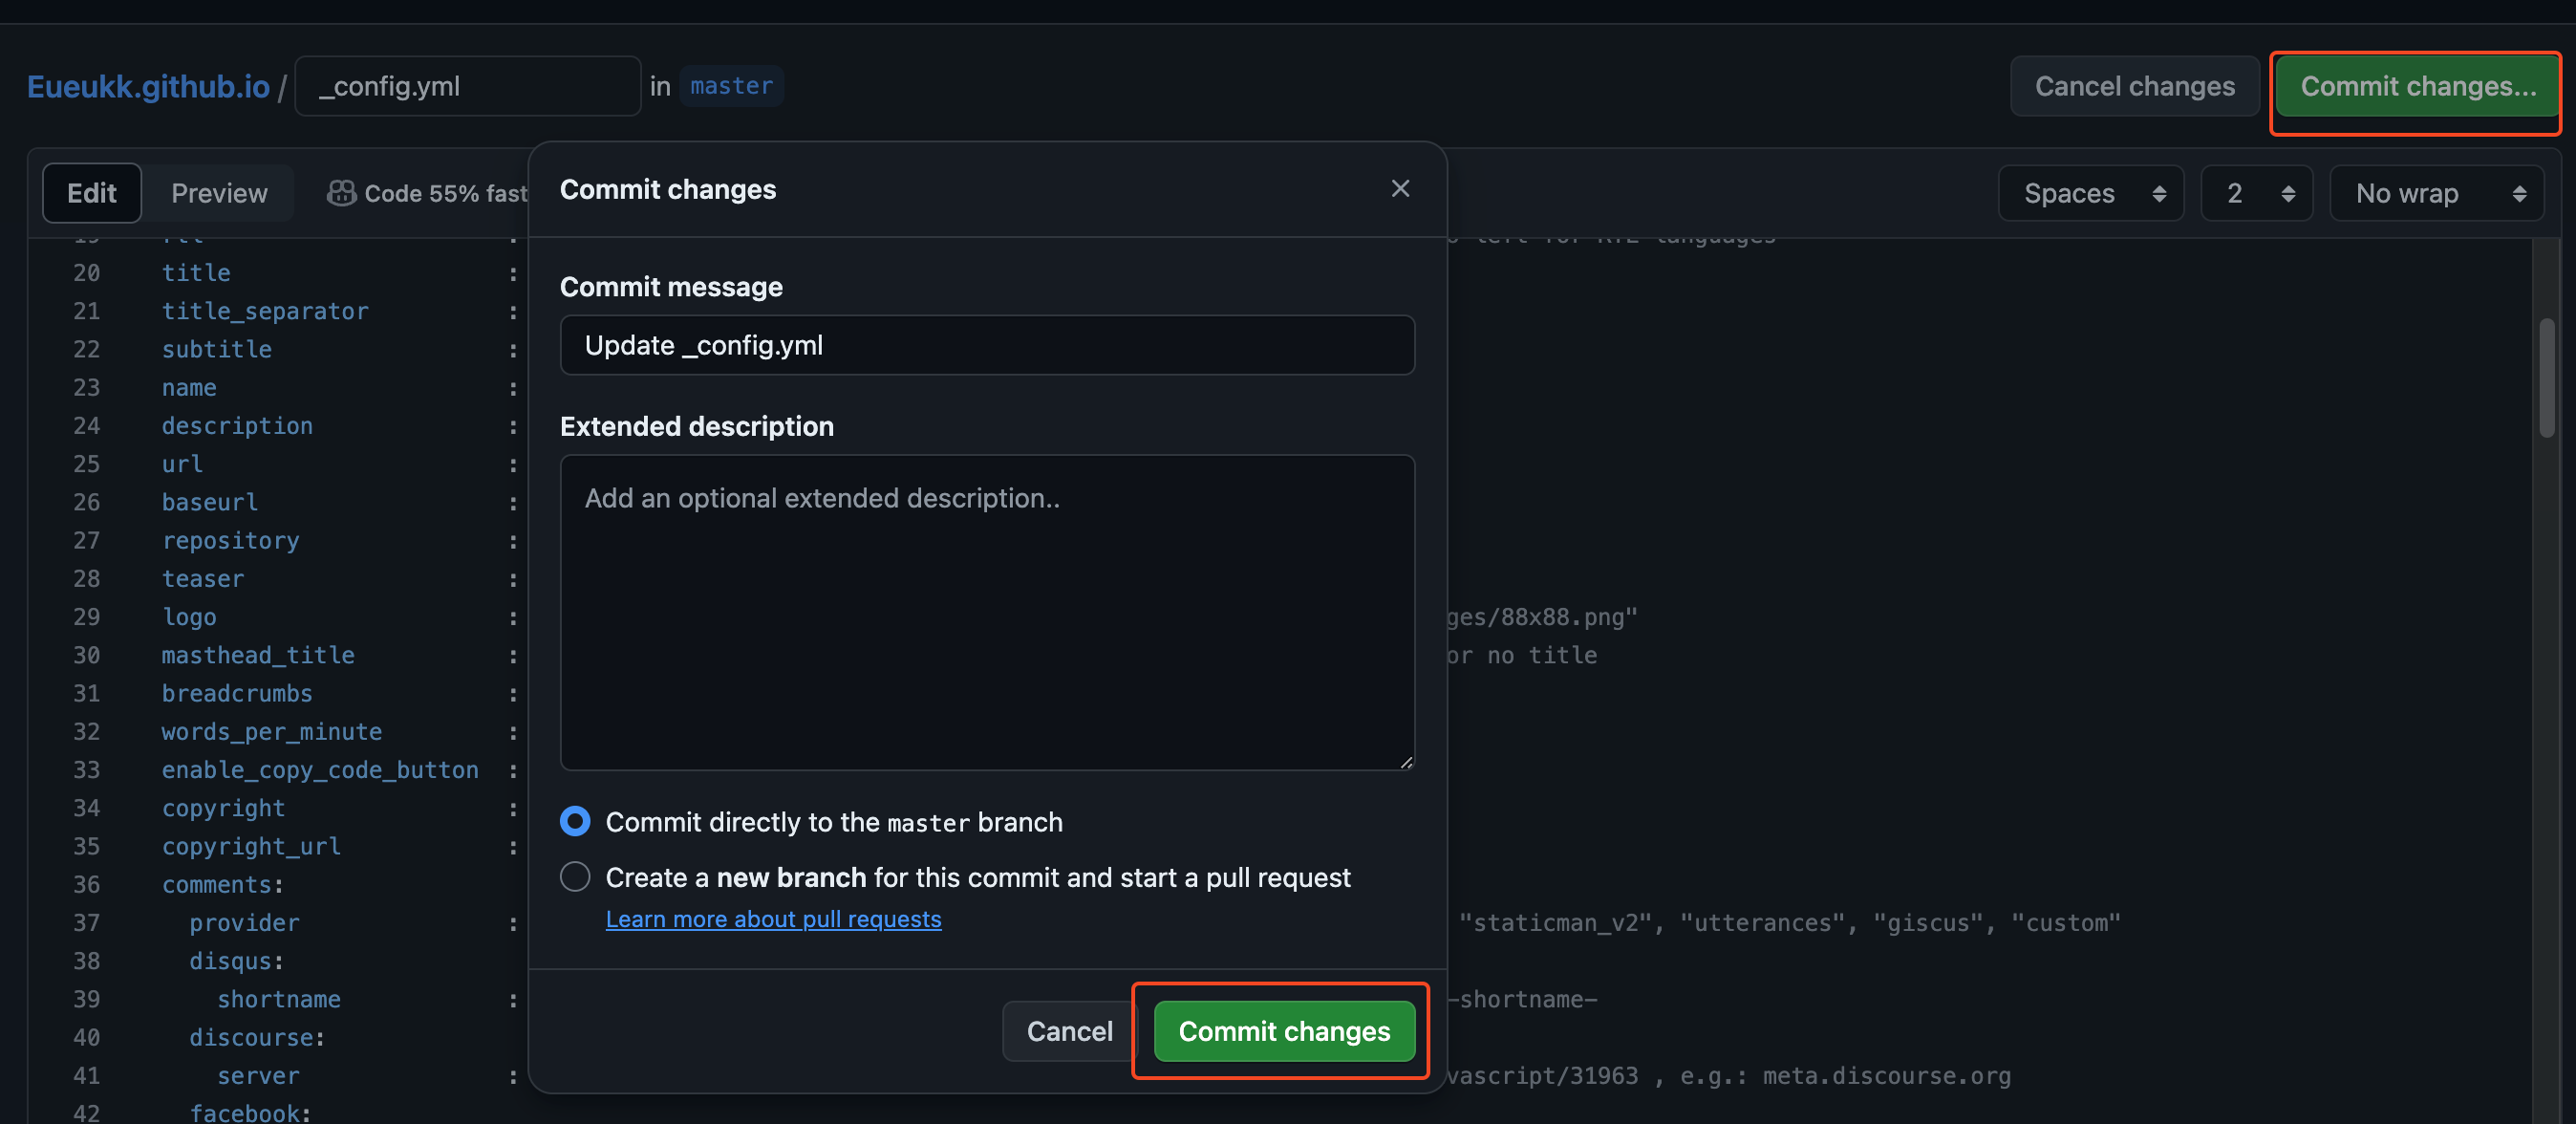 Eueukk.github.io / _config.yml in master
Cancel changes
Commit changes...
Edit
Preview
Code 55% fast
Spaces
2
No wrap
Commit changes
Commit message
Update _config.yml
Extended description
Add an optional extended description..
Commit directly to the master branch
Create a new branch for this commit and start a pull request
Learn more about pull requests
Cancel
Commit changes
20 title :
21 title_separator :
22 subtitle :
23 name :
24 description :
25 url :
26 baseurl :
27 repository :
28 teaser :
29 logo : ges/88x88.png"
30 masthead_title : or no title
31 breadcrumbs :
32 words_per_minute :
33 enable_copy_code_button :
34 copyright :
35 copyright_url :
36 comments:
37 provider : "staticman_v2", "utterances", "giscus", "custom"
38 disqus:
39 shortname : -shortname-
40 discourse:
41 server : vascript/31963 , e.g.: meta.discourse.org
42 facebook: